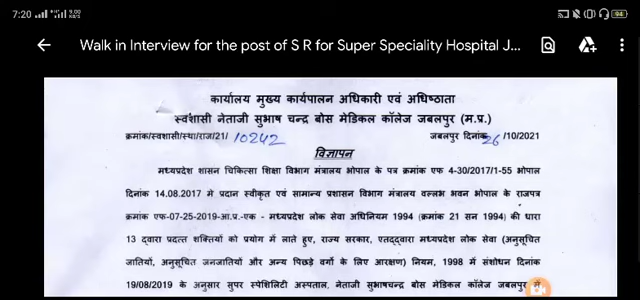 7:20
9.00 KB/S
94
Walk in Interview for the post of S R for Super Speciality Hospital J...
कार्यालय मुख्य कार्यपालन अधिकारी एवं अधिष्ठाता
स्वशासी नेताजी सुभाष चन्द्र बोस मेडिकल कॉलेज जबलपुर (म.प्र.)
क्रमांक/स्वशासी/स्था/राज/21/ 10242 जबलपुर दिनांक 26 /10/2021
विज्ञापन
मध्यप्रदेश शासन चिकित्सा शिक्षा विभाग मंत्रालय भोपाल के पत्र क्रमांक एफ 4-30/2017/1-55 भोपाल
दिनांक 14.08.2017 मे प्रदान स्वीकृत एवं सामान्य प्रशासन विभाग मंत्रालय वल्लभ भवन भोपाल के राजपत्र
क्रमांक एफ-07-25-2019-आ.प्र.-एक - मध्यप्रदेश लोक सेवा अधिनियम 1994 (क्रमांक 21 सन 1994) की धारा
13 द्वारा प्रदत्त शक्तियों को प्रयोग में लाते हुए, राज्य सरकार, एतद्द्वारा मध्यप्रदेश लोक सेवा (अनुसूचित
जातियों, अनुसूचित जनजातियों और अन्य पिछड़े वर्गो के लिए आरक्षण) नियम, 1998 में संशोधन दिनांक
19/08/2019 के अनुसार सुपर स्पेशिलिटी अस्पताल, नेताजी सुभाषचन्द्र बोस मेडिकल कॉलेज जबलपुर में